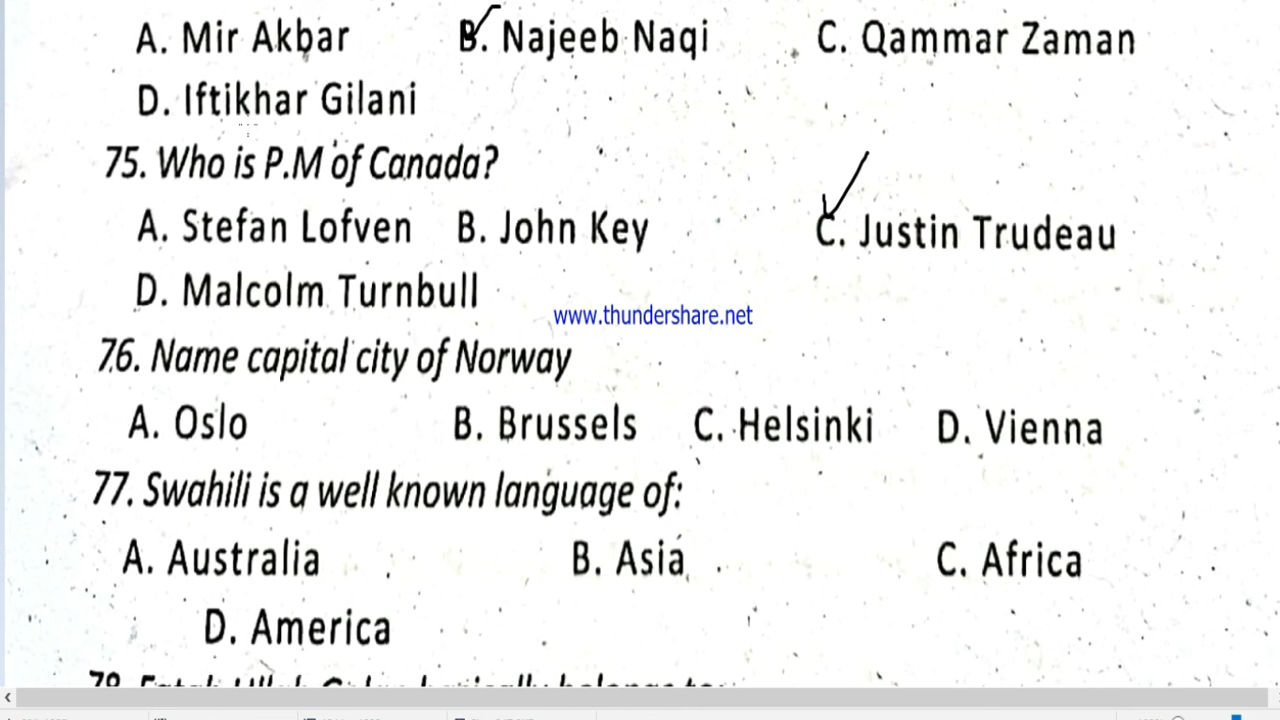 A. Mir Akbar B. Najeeb Naqi C. Qammar Zaman
D. Iftikhar Gilani
75. Who is P.M of Canada?
A. Stefan Lofven B. John Key C. Justin Trudeau
D. Malcolm Turnbull
www.thundershare.net
76. Name capital city of Norway
A. Oslo B. Brussels C. Helsinki D. Vienna
77. Swahili is a well known language of:
A. Australia B. Asia C. Africa
D. America